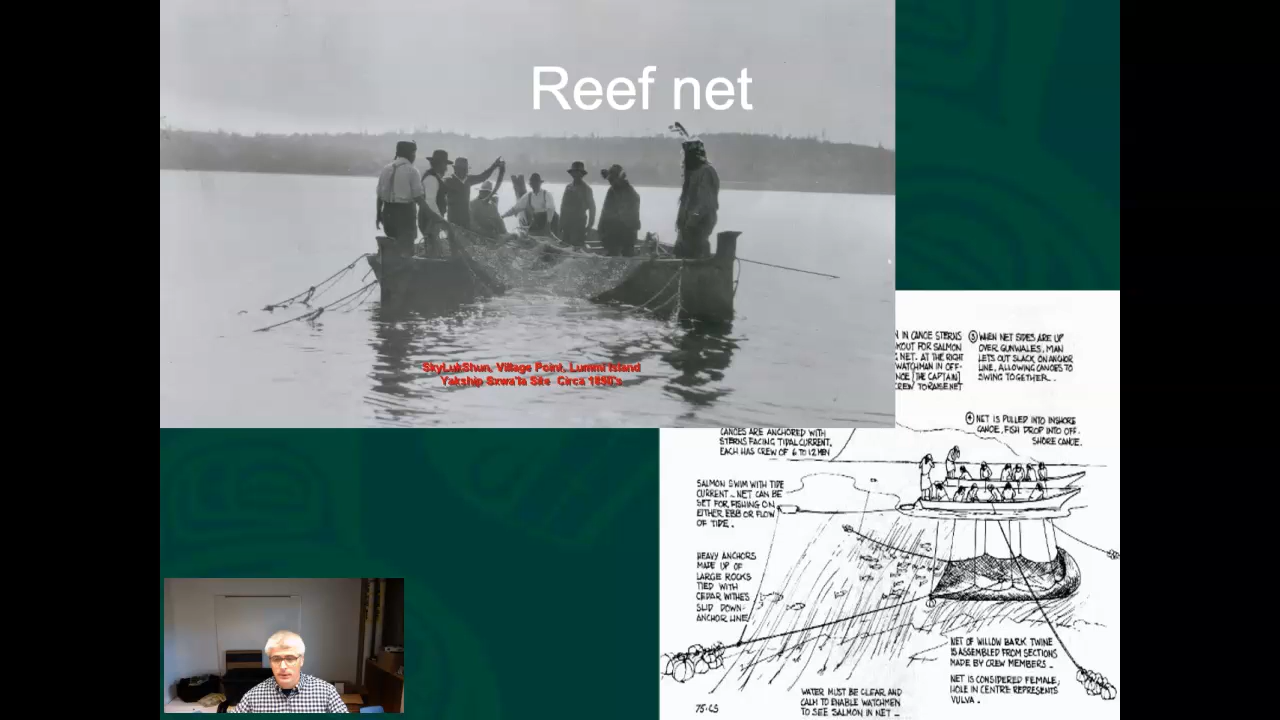 Reef net
SkyLukShun, Village Point, Lummi Island
Yakship Sxwa'la Site Circa 1890's
N IN CANOE STERNS
KOUT FOR SALMON
NET. AT THE RIGHT
WATCHMAN IN OFF-
NCE [THE CAPTAIN]
CREW TO RAISE NET
③ WHEN NET SIDES ARE UP
OVER GUNWALES, MAN
LETS OUT SLACK ON ANCHOR
LINE, ALLOWING CANOES TO
SWING TOGETHER.
④ NET IS PULLED INTO INSHORE
CANOE, FISH DROP INTO OFF-
SHORE CANOE.
CANOES ARE ANCHORED WITH
STERNS FACING TIDAL CURRENT.
EACH HAS CREW OF 6 TO 12 MEN
SALMON SWIM WITH TIDE
CURRENT - NET CAN BE
SET FOR FISHING ON
EITHER EBB OR FLOW
OF TIDE.
HEAVY ANCHORS
MADE UP OF
LARGE ROCKS
TIED WITH
CEDAR WITHES
SLIP DOWN
ANCHOR LINE
NET OF WILLOW BARK TWINE
IS ASSEMBLED FROM SECTIONS
MADE BY CREW MEMBERS -
NET IS CONSIDERED FEMALE,
HOLE IN CENTRE REPRESENTS
VULVA -
WATER MUST BE CLEAR AND
CALM TO ENABLE WATCHMEN
TO SEE SALMON IN NET -